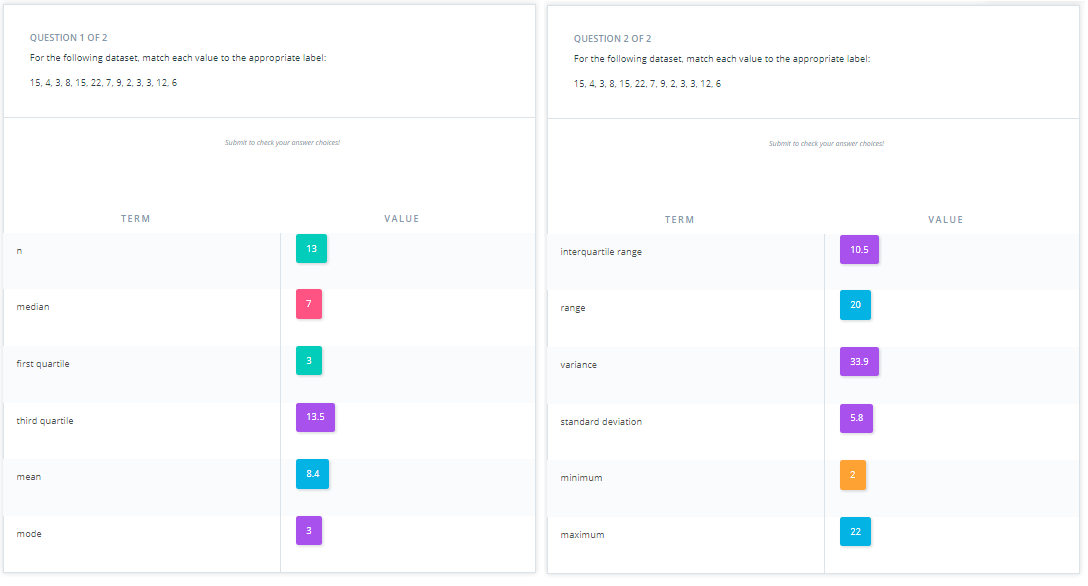 QUESTION 1 OF 2
For the following dataset, match each value to the appropriate label:
15, 4, 3, 8, 15, 22, 7, 9, 2, 3, 3, 12, 6
Submit to check your answer choices!
TERM VALUE
n 13
median 7
first quartile 3
third quartile 13.5
mean 8.4
mode 3
QUESTION 2 OF 2
For the following dataset, match each value to the appropriate label:
15, 4, 3, 8, 15, 22, 7, 9, 2, 3, 3, 12, 6
Submit to check your answer choices!
TERM VALUE
interquartile range 10.5
range 20
variance 33.9
standard deviation 5.8
minimum 2
maximum 22